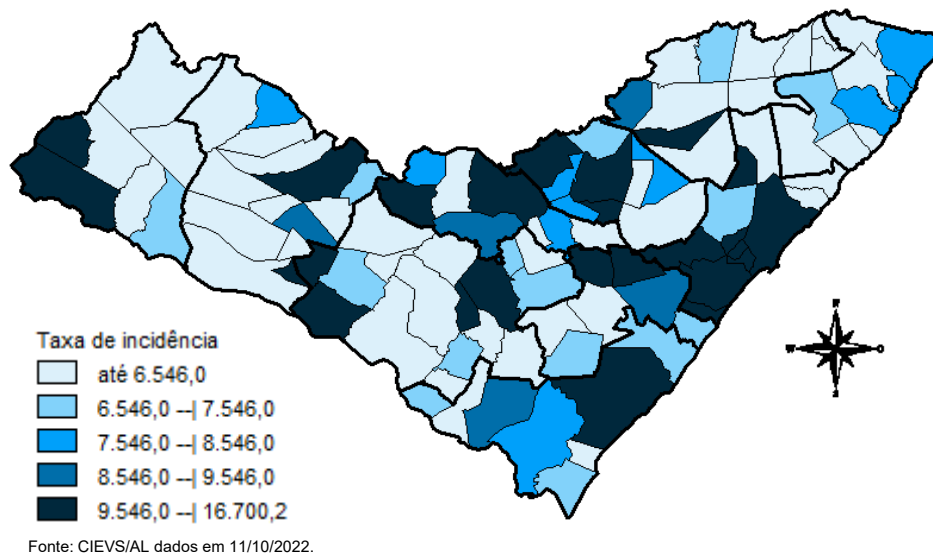 Taxa de incidência
até 6.546,0
6.546,0 --| 7.546,0
7.546,0 --| 8.546,0
8.546,0 --| 9.546,0
9.546,0 --| 16.700,2
N
W O
S
Fonte: CIEVS/AL dados em 11/10/2022.